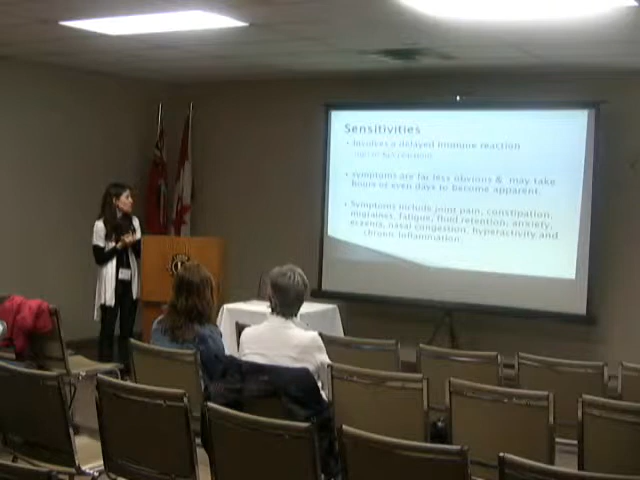 Sensitivities
• Involves a delayed immune reaction
• symptoms are far less obvious & may take
hours or even days to become apparent.
• Symptoms include joint pain, constipation,
migraines, fatigue, fluid retention, anxiety,
eczema, nasal congestion, hyperactivity and
chronic inflammation